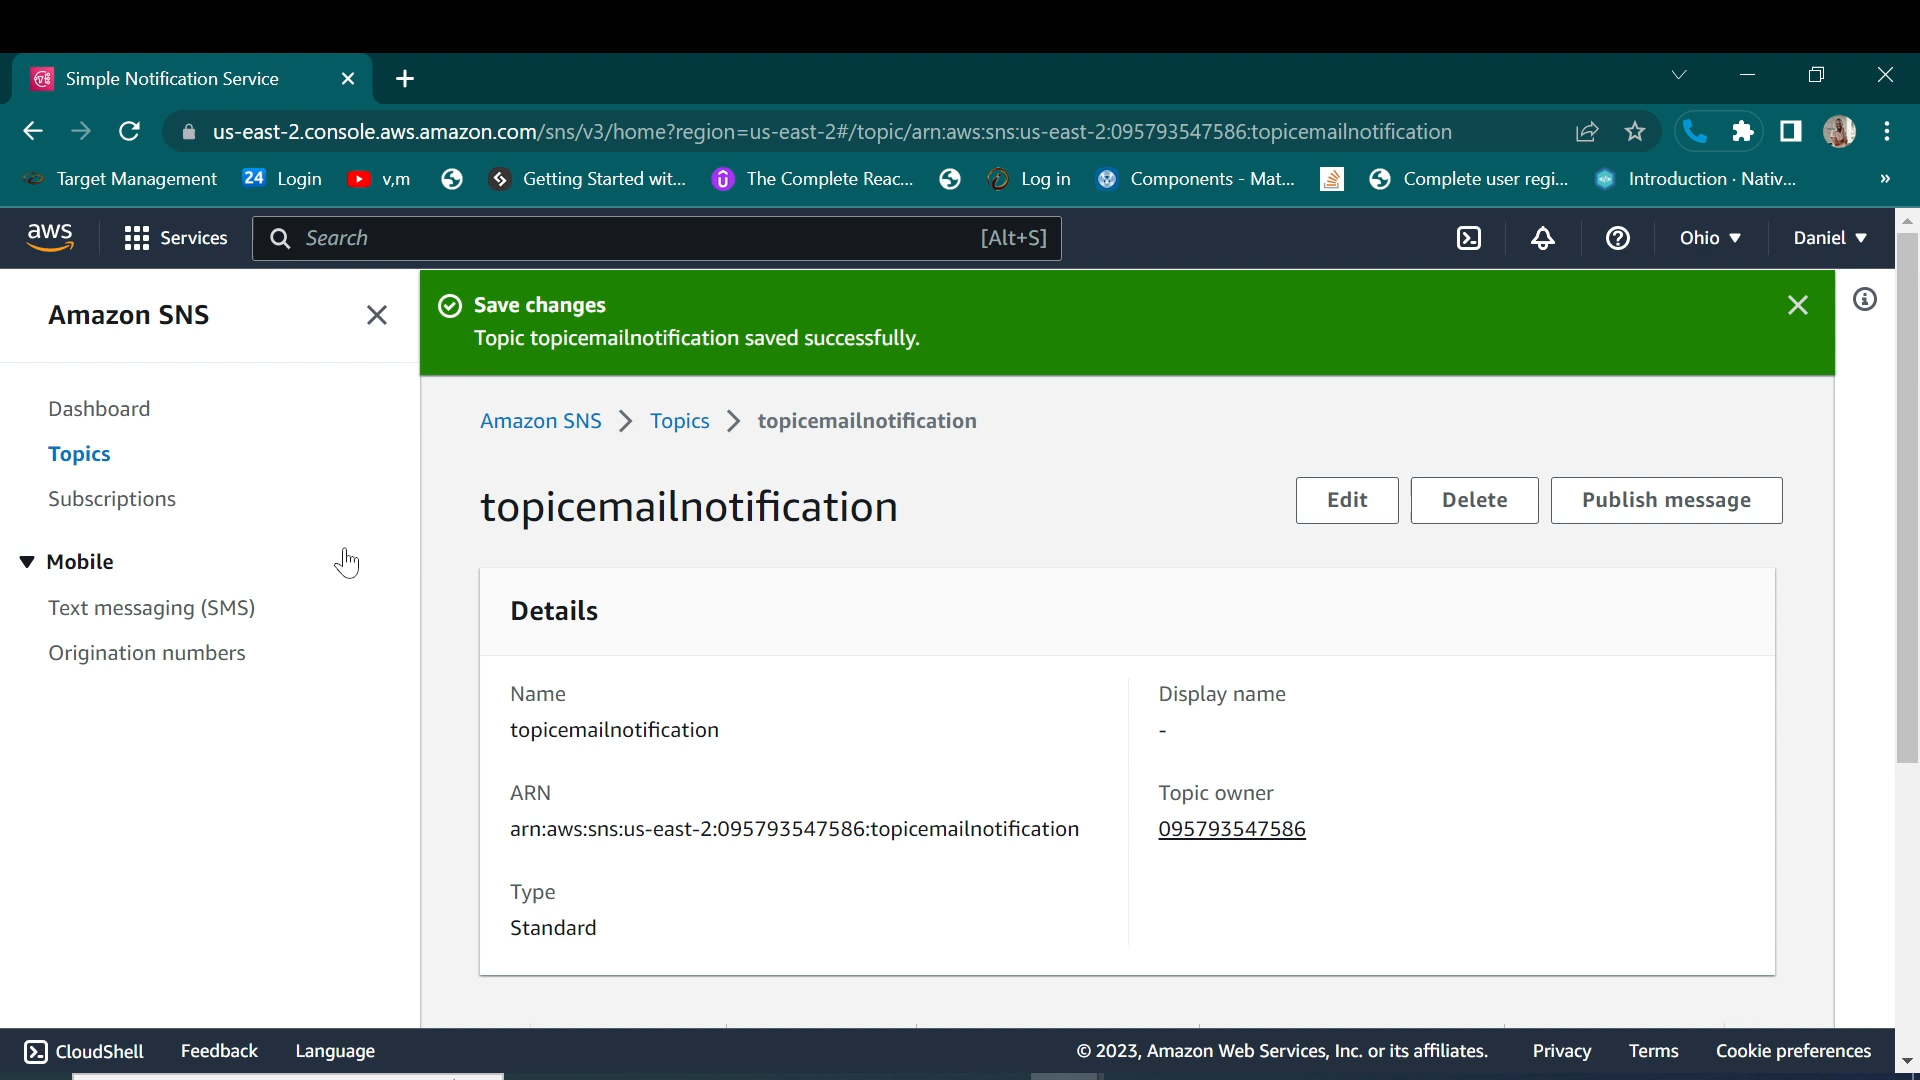 Simple Notification Service
us-east-2.console.aws.amazon.com/sns/v3/home?region=us-east-2#/topic/arn:aws:sns:us-east-2:095793547586:topicemailnotification
Target Management 24 Login v,m Getting Started wit... The Complete Reac... Log in Components - Mat... Complete user regi... Introduction · Nativ... »
aws Services Search [Alt+S] Ohio Daniel
Amazon SNS
Dashboard
Topics
Subscriptions
Mobile
Text messaging (SMS)
Origination numbers
Save changes
Topic topicemailnotification saved successfully.
Amazon SNS > Topics > topicemailnotification
topicemailnotification Edit Delete Publish message
Details
Name
topicemailnotification
ARN
arn:aws:sns:us-east-2:095793547586:topicemailnotification
Type
Standard
Display name
-
Topic owner
095793547586
CloudShell Feedback Language © 2023, Amazon Web Services, Inc. or its affiliates. Privacy Terms Cookie preferences